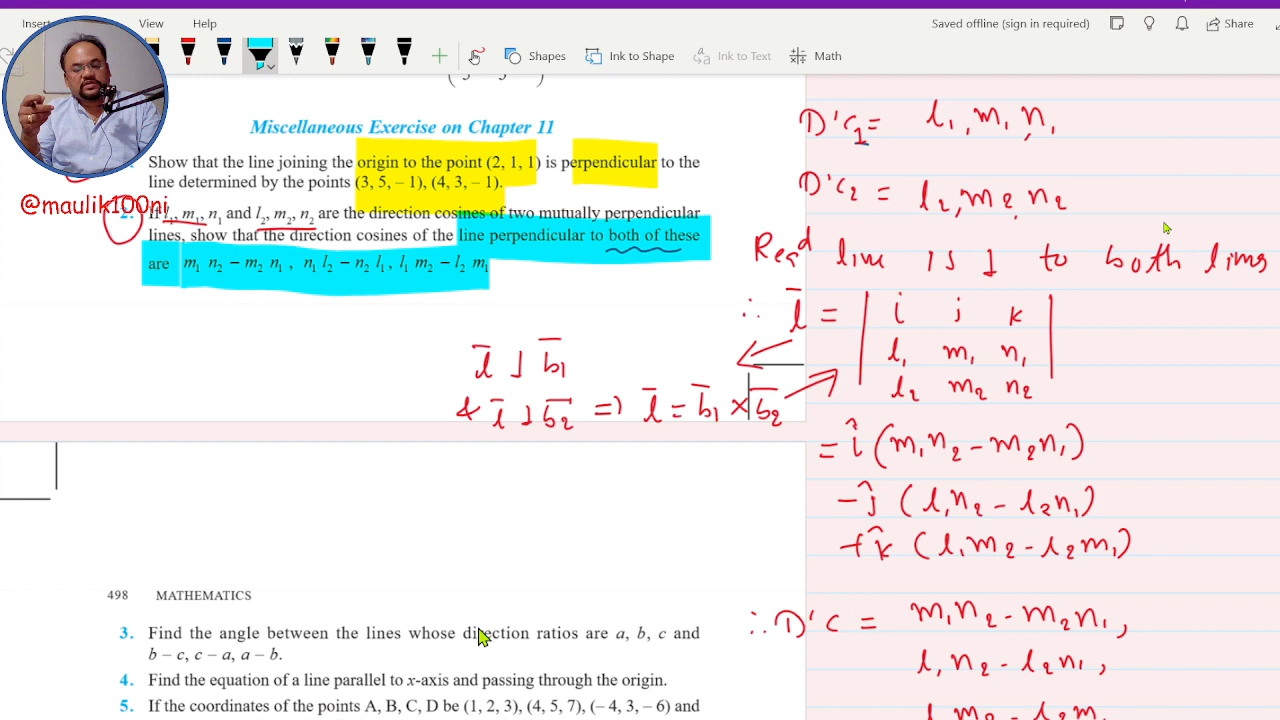 Insert View Help Saved offline (sign in required) Share
Shapes Ink to Shape Ink to Text Math
Miscellaneous Exercise on Chapter 11
Show that the line joining the origin to the point (2, 1, 1) is perpendicular to the
line determined by the points (3, 5, – 1), (4, 3, – 1).
@maulik100ni
2. If l₁, m₁, n₁ and l₂, m₂, n₂ are the direction cosines of two mutually perpendicular
lines, show that the direction cosines of the line perpendicular to both of these
are m₁ n₂ − m₂ n₁ , n₁ l₂ − n₂ l₁ , l₁ m₂ − l₂ m₁
l̄ ⊥ b̄₁
& l̄ ⊥ b̄₂ ⇒ l̄ = b̄₁ × b̄₂
498 MATHEMATICS
3. Find the angle between the lines whose direction ratios are a, b, c and
b – c, c – a, a – b.
4. Find the equation of a line parallel to x-axis and passing through the origin.
5. If the coordinates of the points A, B, C, D be (1, 2, 3), (4, 5, 7), (– 4, 3, – 6) and
D'c₁= l₁, m₁, n₁
D'c₂ = l₂, m₂, n₂
Read line is ⊥ to both lines
∴ l̄ = | i j k |
| l₁ m₁ n₁ |
| l₂ m₂ n₂ |
= î (m₁n₂ − m₂n₁)
−ĵ (l₁n₂ − l₂n₁)
+k̂ (l₁m₂ − l₂m₁)
∴ D'c = m₁n₂ − m₂n₁,
l₁n₂ − l₂n₁,